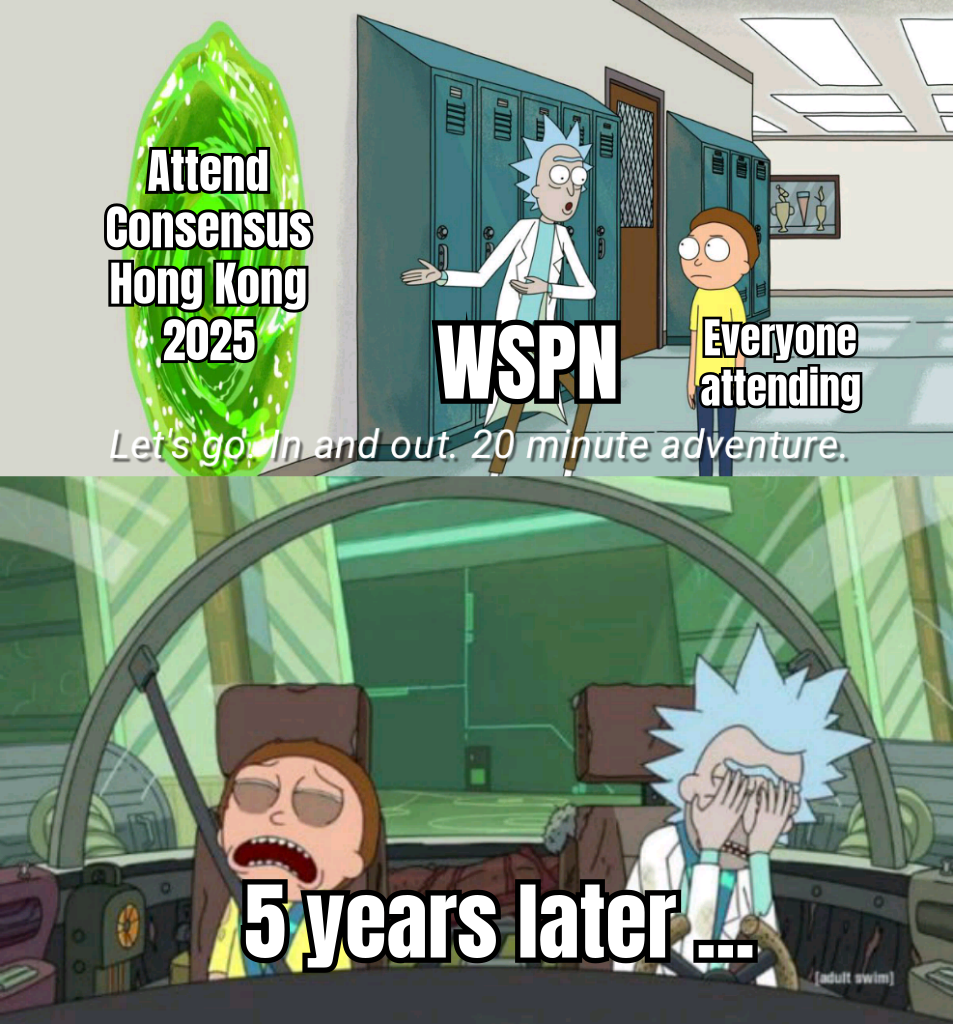 Attend
Consensus
Hong Kong
2025
WSPN
Everyone
attending
Let's go. In and out. 20 minute adventure.
5 years later ...
[adult swim]